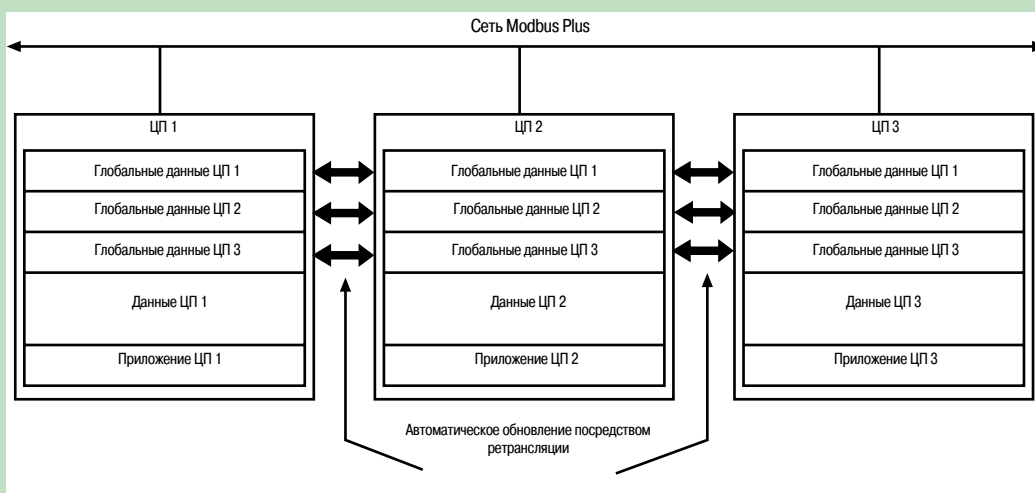 Сеть Modbus Plus
ЦП 1
ЦП 2
ЦП 3
Глобальные данные ЦП 1
Глобальные данные ЦП 1
Глобальные данные ЦП 1
Глобальные данные ЦП 2
Глобальные данные ЦП 2
Глобальные данные ЦП 2
Глобальные данные ЦП 3
Глобальные данные ЦП 3
Глобальные данные ЦП 3
Данные ЦП 1
Данные ЦП 2
Данные ЦП 3
Приложение ЦП 1
Приложение ЦП 2
Приложение ЦП 3
Автоматическое обновление посредством
ретрансляции